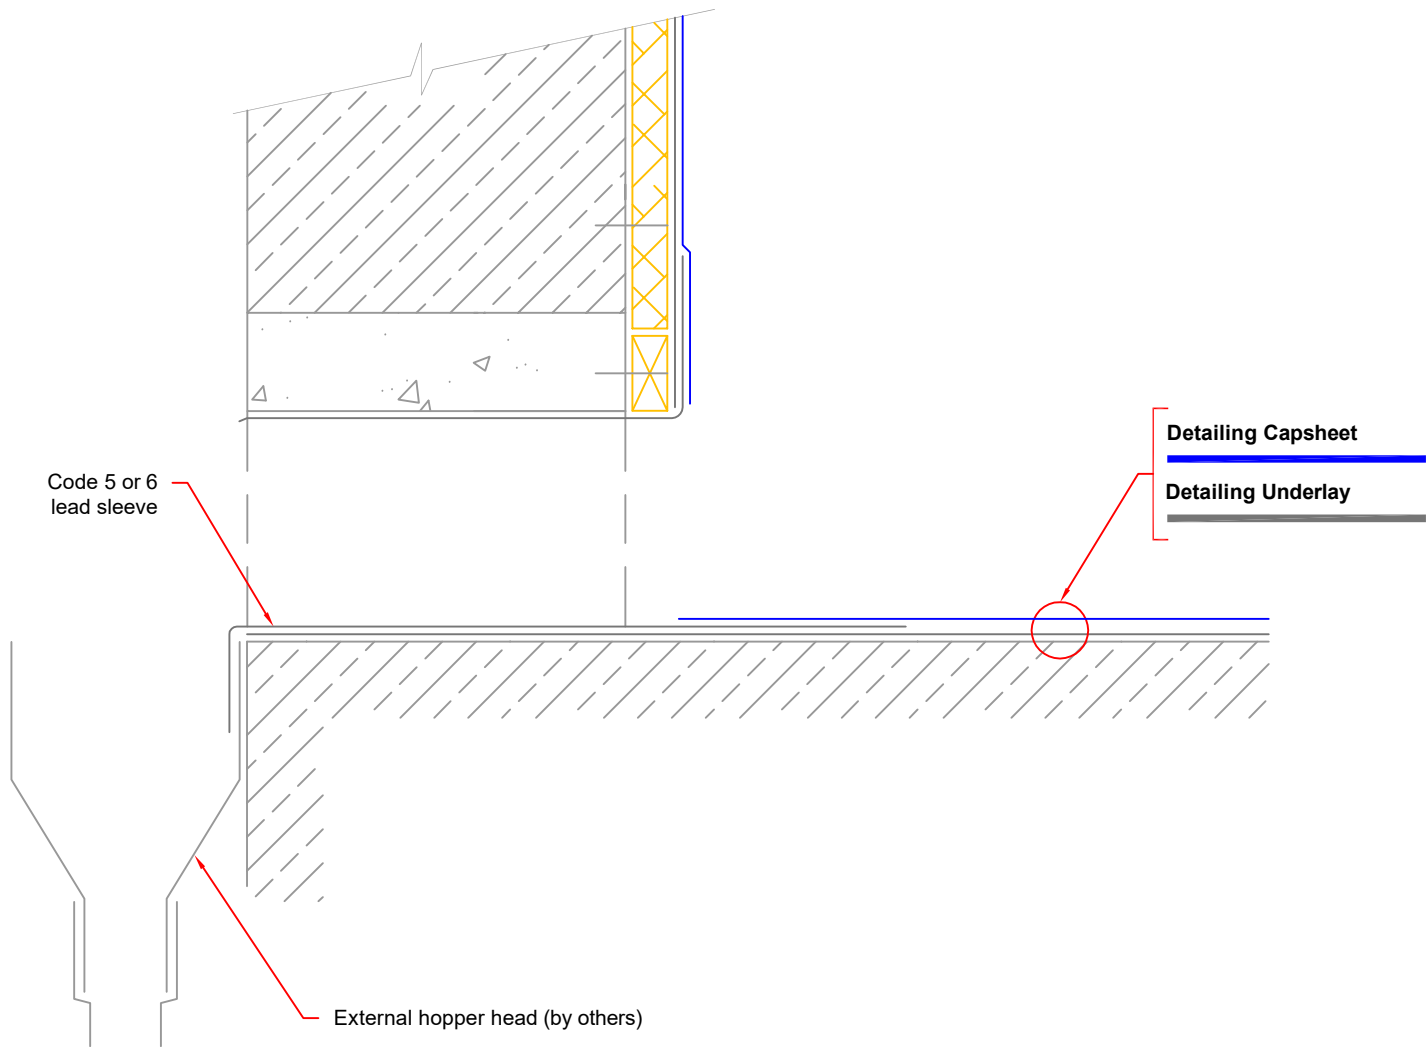 Detailing Capsheet
Detailing Underlay
Code 5 or 6
lead sleeve
External hopper head (by others)